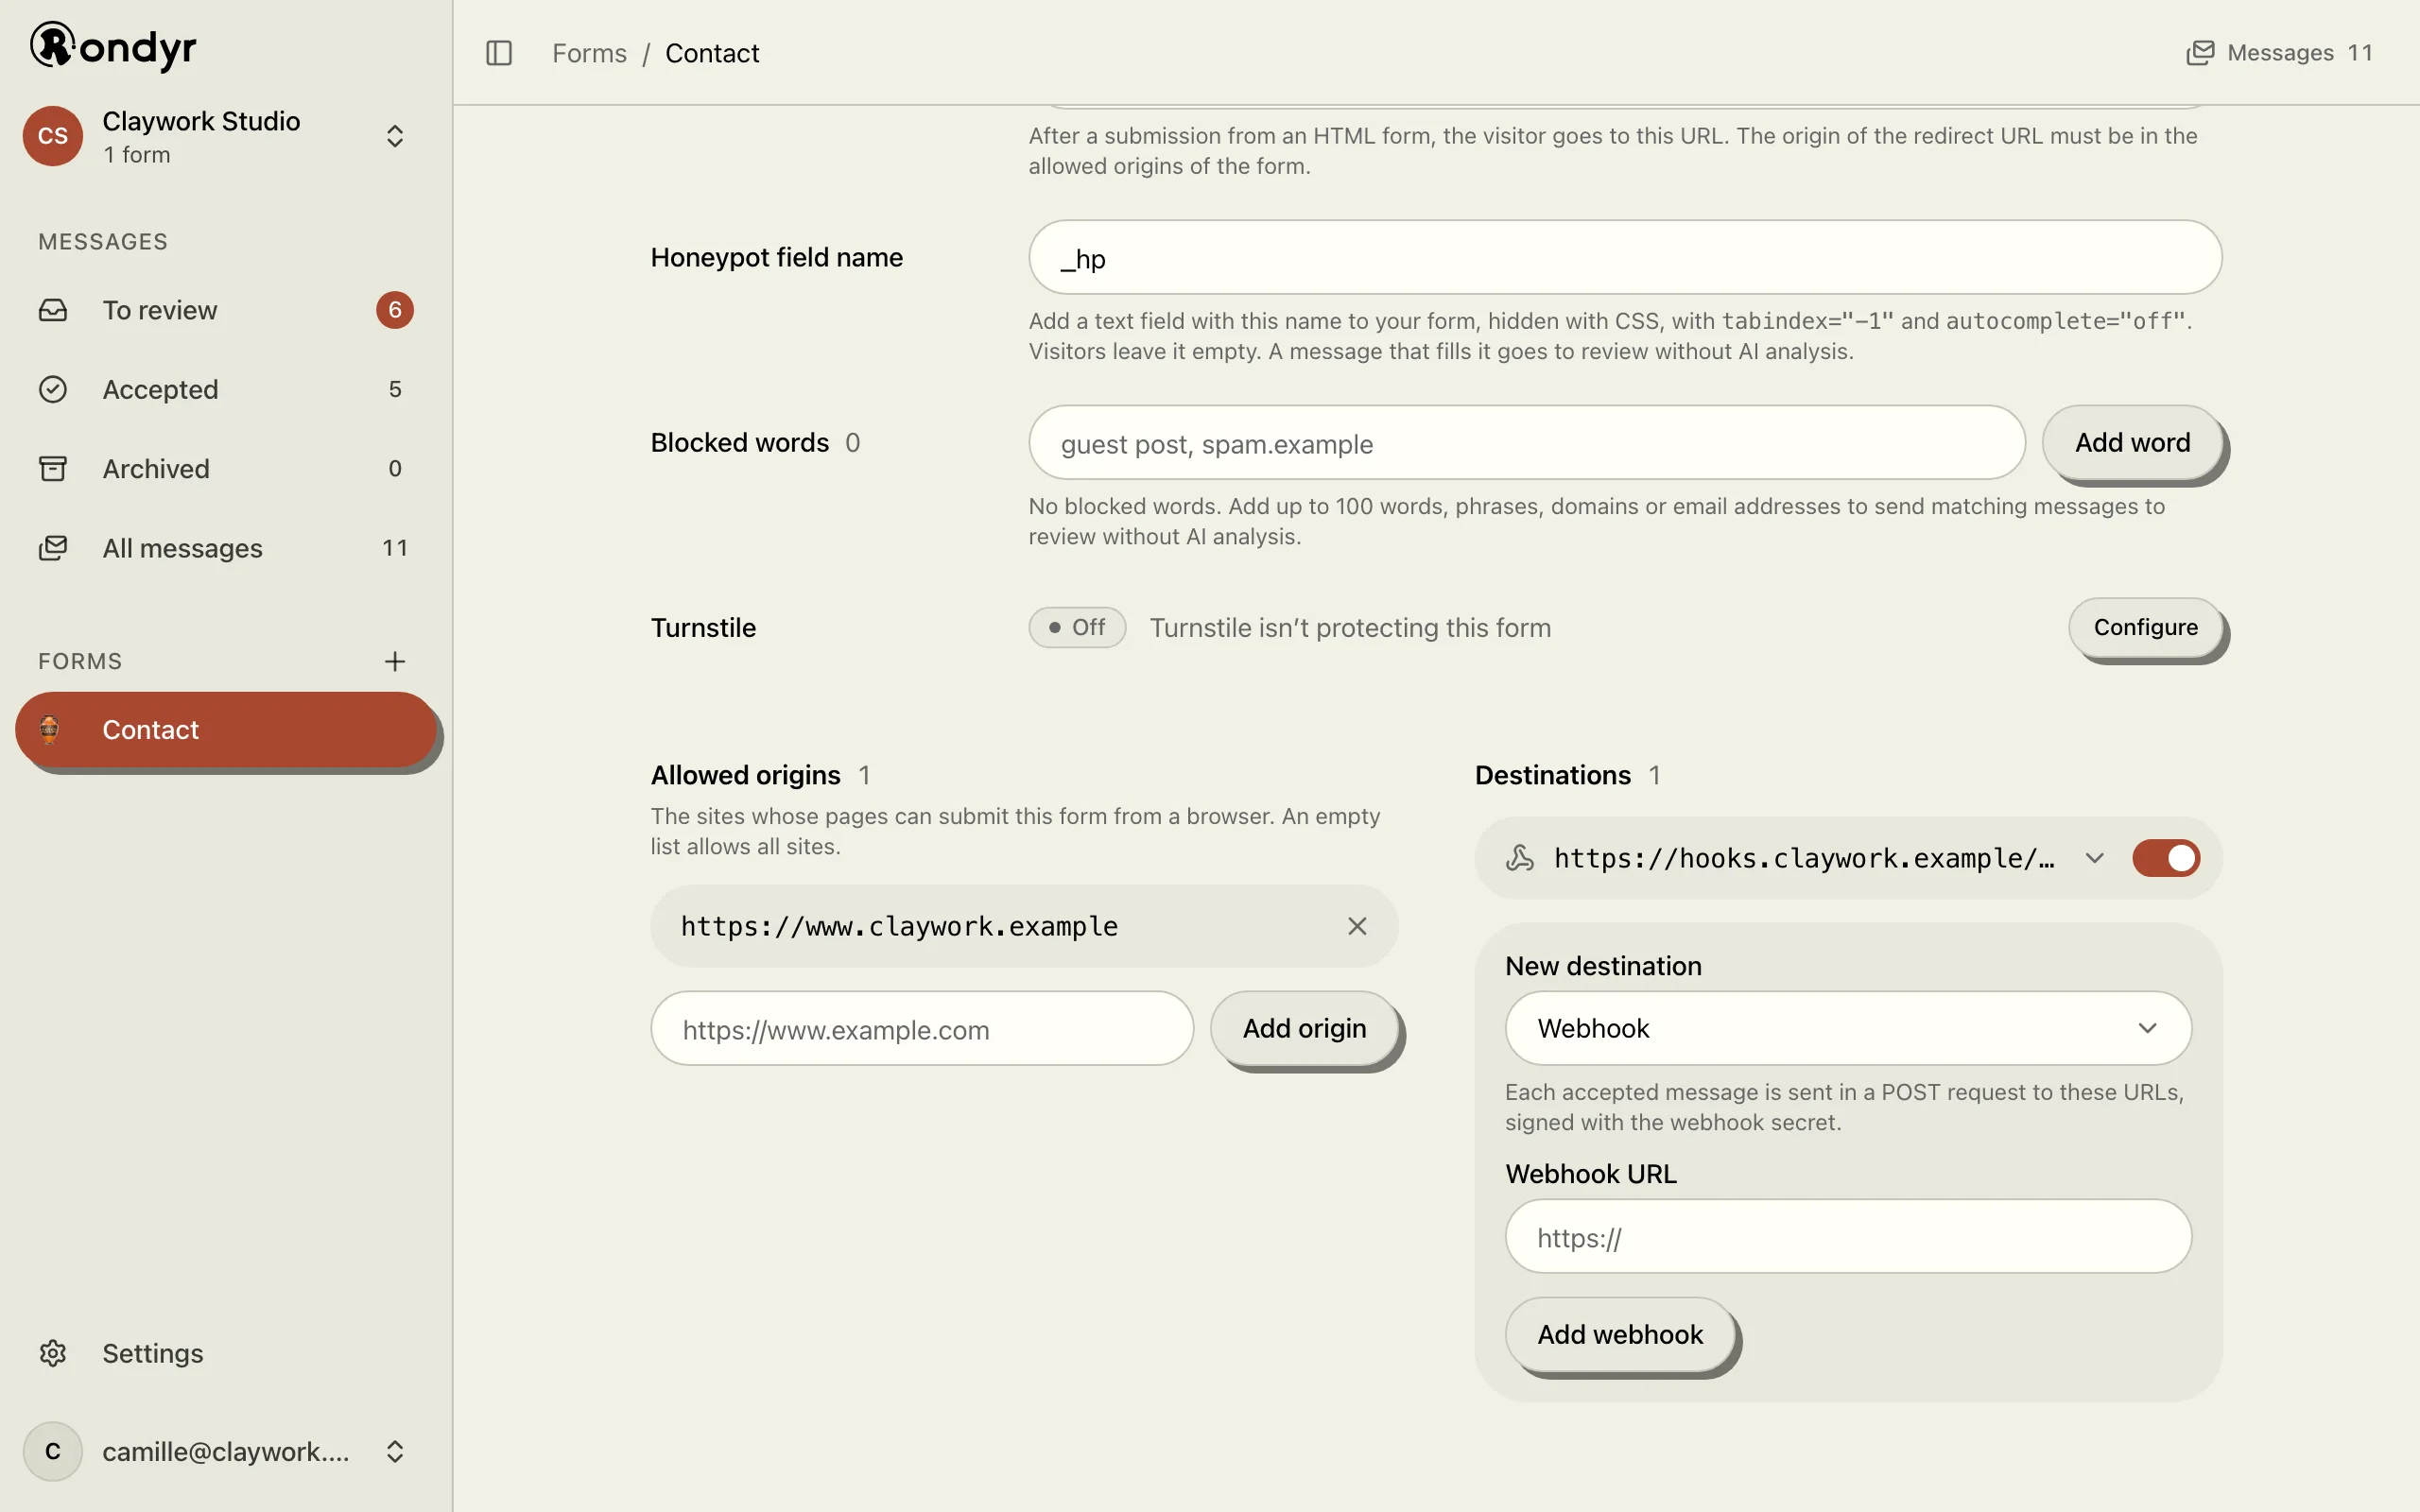 Rondyr
CS
Claywork Studio
1 form
MESSAGES
To review 6
Accepted 5
Archived 0
All messages 11
FORMS
Contact
Settings
C
camille@claywork....
Forms / Contact
Messages 11
After a submission from an HTML form, the visitor goes to this URL. The origin of the redirect URL must be in the
allowed origins of the form.
Honeypot field name
_hp
Add a text field with this name to your form, hidden with CSS, with tabindex="-1" and autocomplete="off".
Visitors leave it empty. A message that fills it goes to review without AI analysis.
Blocked words 0
guest post, spam.example
Add word
No blocked words. Add up to 100 words, phrases, domains or email addresses to send matching messages to
review without AI analysis.
Turnstile
Off
Turnstile isn’t protecting this form
Configure
Allowed origins 1
The sites whose pages can submit this form from a browser. An empty
list allows all sites.
https://www.claywork.example
https://www.example.com
Add origin
Destinations 1
https://hooks.claywork.example/…
New destination
Webhook
Each accepted message is sent in a POST request to these URLs,
signed with the webhook secret.
Webhook URL
https://
Add webhook